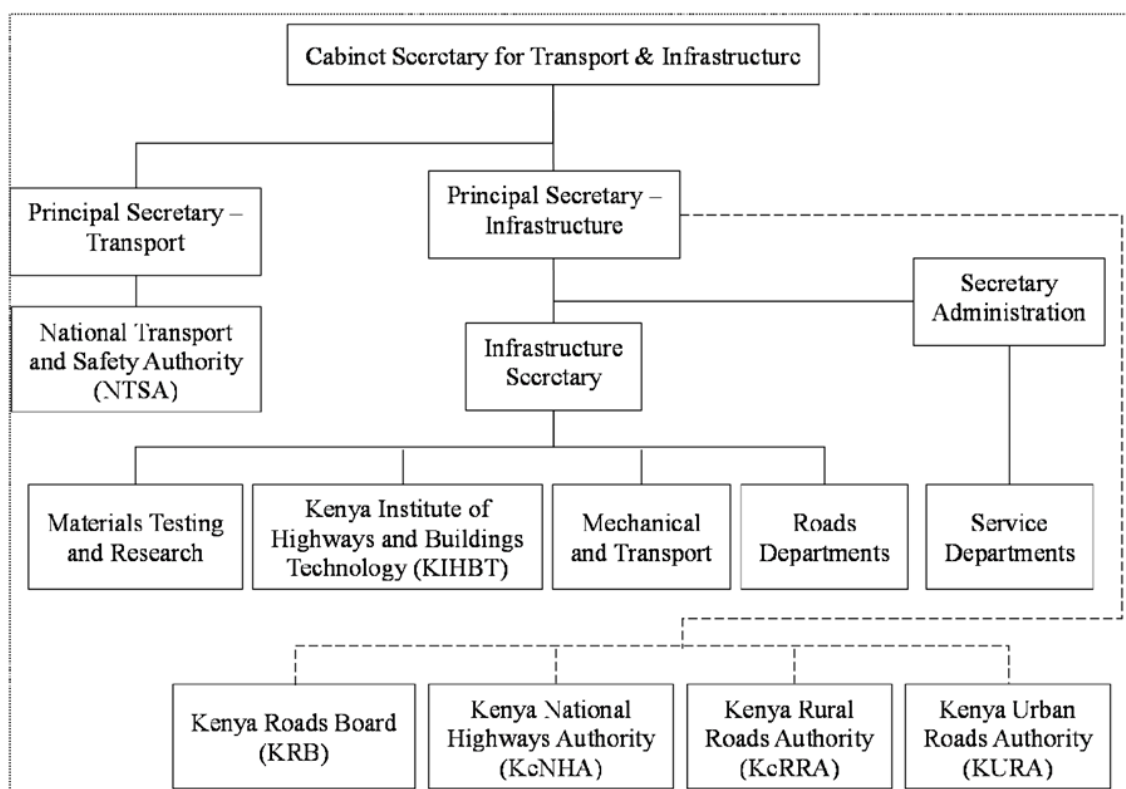 Cabinet Secretary for Transport & Infrastructure
Principal Secretary –
Transport
Principal Secretary –
Infrastructure
Secretary
Administration
National Transport
and Safety Authority
(NTSA)
Infrastructure
Secretary
Materials Testing
and Research
Kenya Institute of
Highways and Buildings
Technology (KIHBT)
Mechanical
and Transport
Roads
Departments
Service
Departments
Kenya Roads Board
(KRB)
Kenya National
Highways Authority
(KeNHA)
Kenya Rural
Roads Authority
(KeRRA)
Kenya Urban
Roads Authority
(KURA)